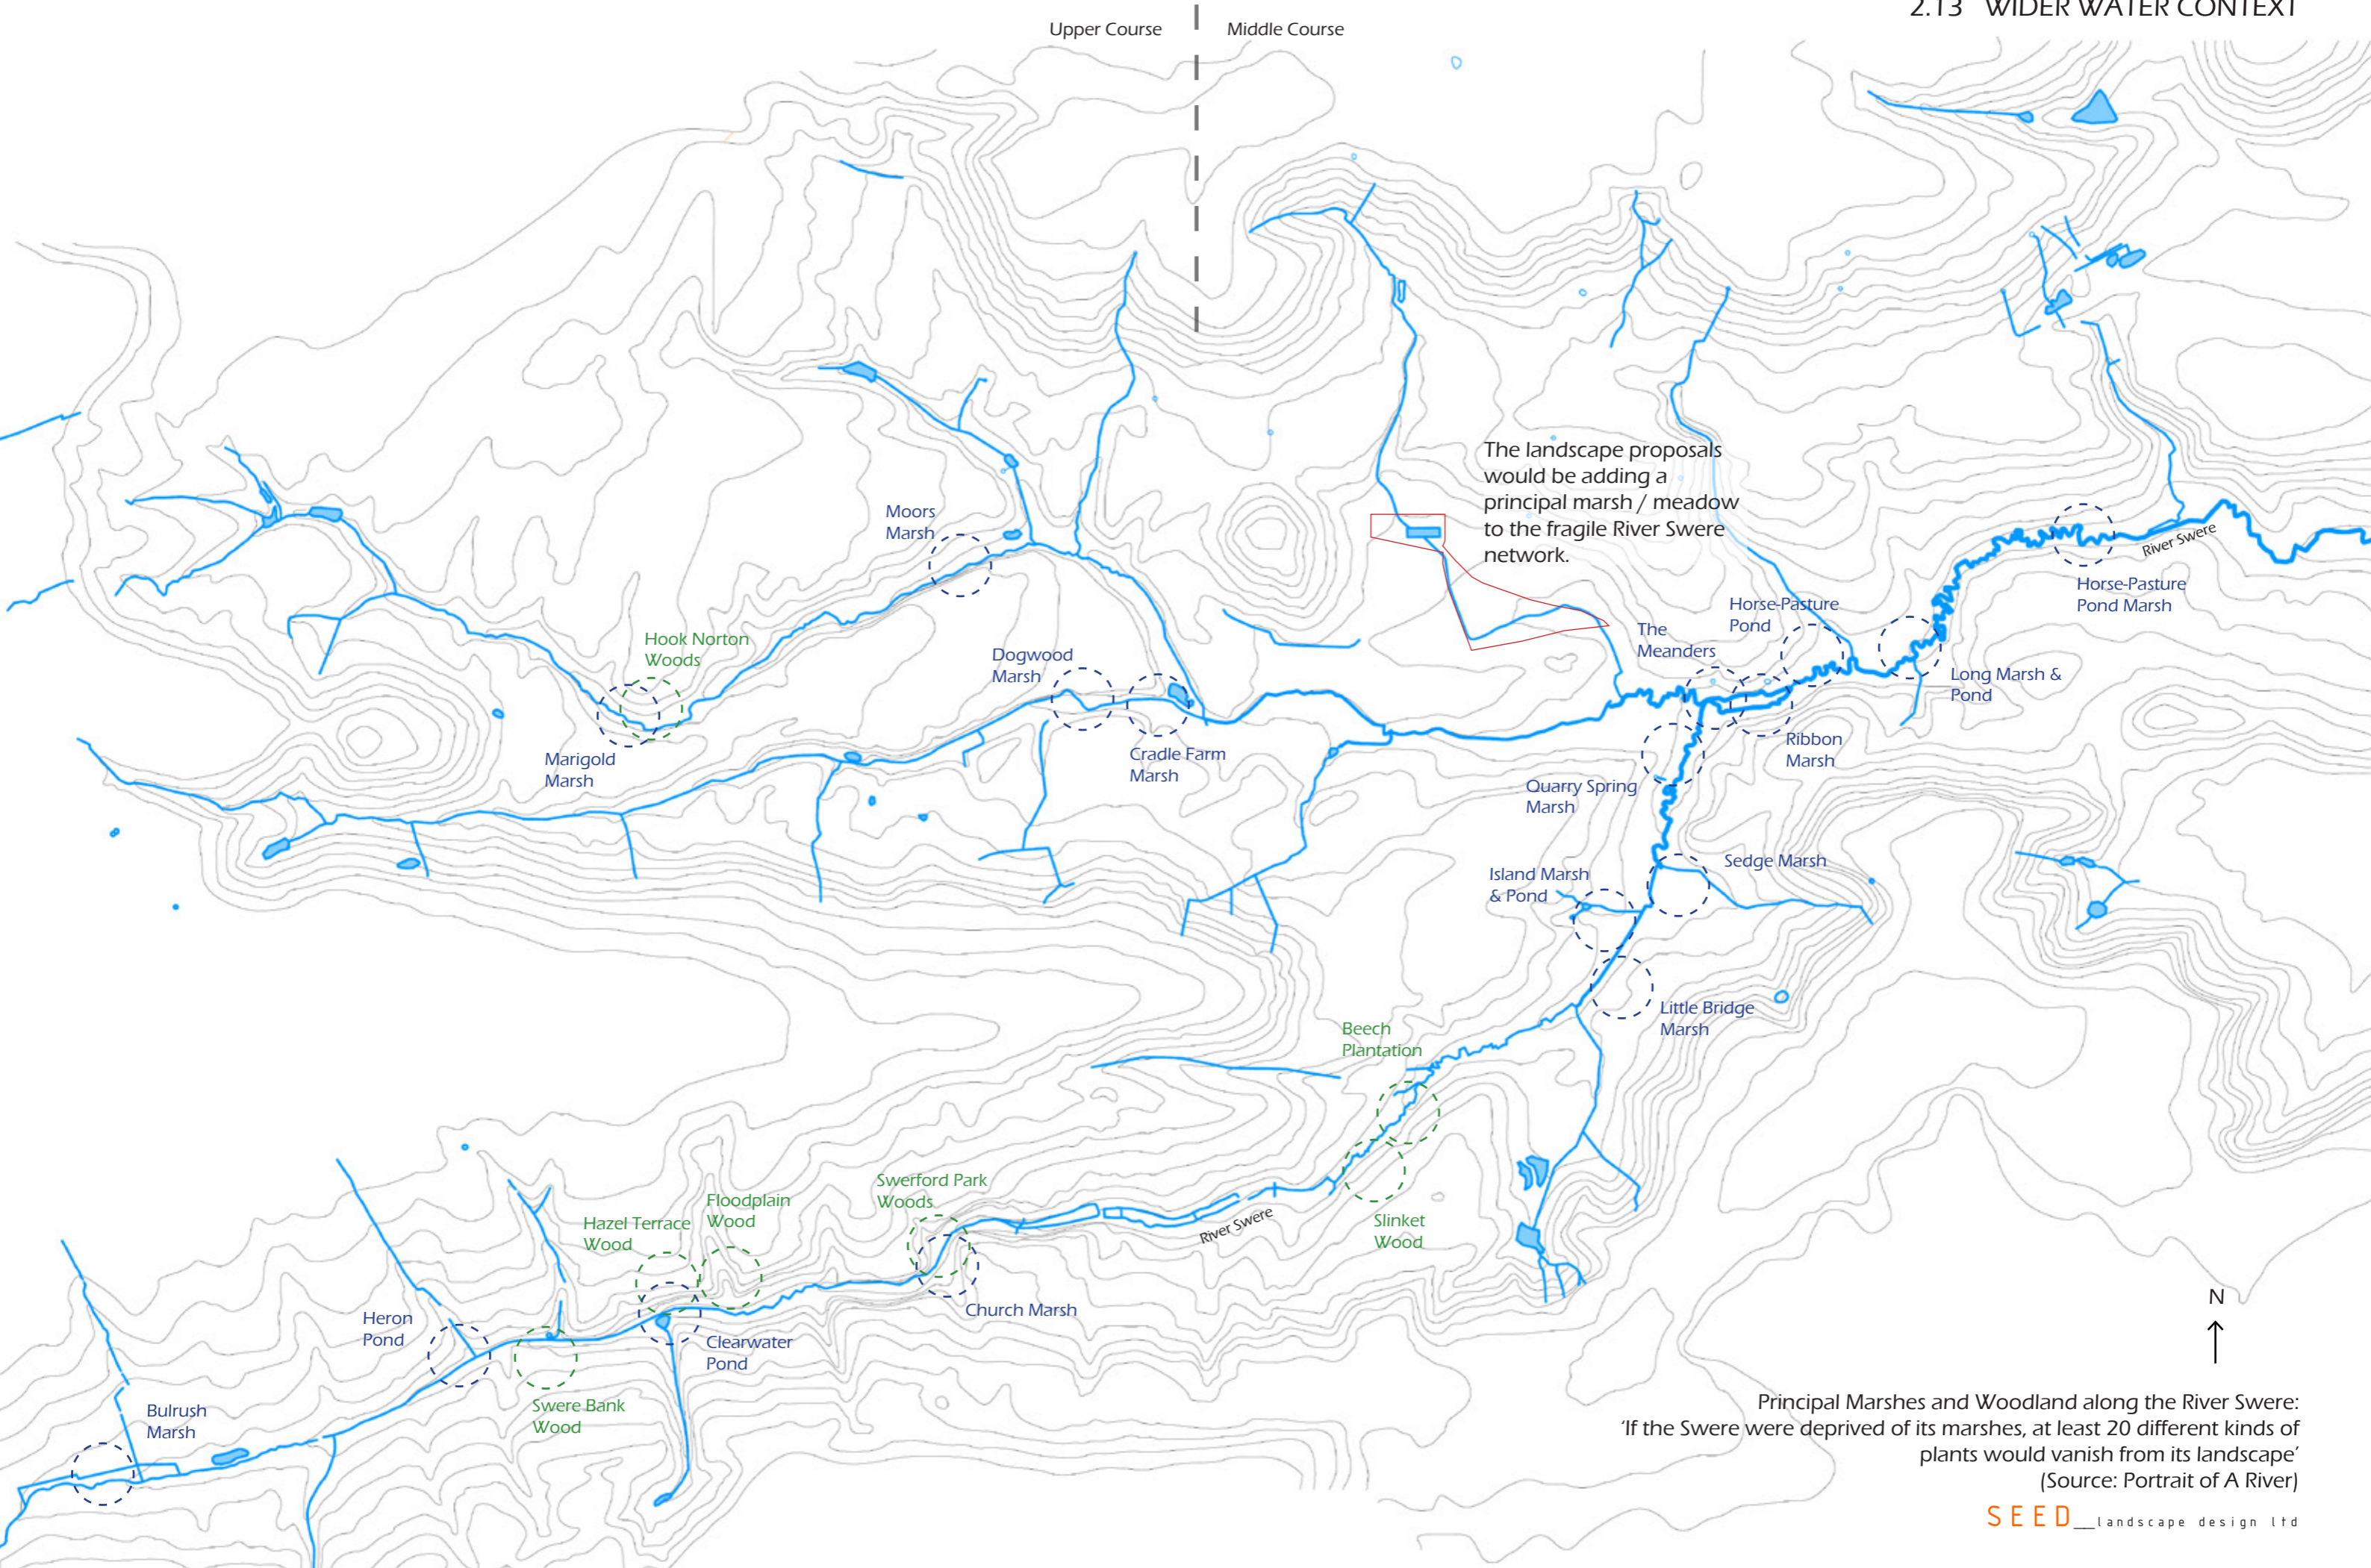 2.13 WIDER WATER CONTEXT
Upper Course
Middle Course
The landscape proposals
would be adding a
principal marsh / meadow
to the fragile River Swere
network.
Moors
Marsh
River Swere
Horse-Pasture
Pond Marsh
Horse-Pasture
Pond
The
Meanders
Hook Norton
Woods
Dogwood
Marsh
Long Marsh &
Pond
Marigold
Marsh
Cradle Farm
Marsh
Ribbon
Marsh
Quarry Spring
Marsh
Sedge Marsh
Island Marsh
& Pond
Little Bridge
Marsh
Beech
Plantation
Swerford Park
Woods
Floodplain
Wood
Hazel Terrace
Wood
River Swere
Slinket
Wood
Church Marsh
Heron
Pond
Clearwater
Pond
Swere Bank
Wood
Bulrush
Marsh
N
Principal Marshes and Woodland along the River Swere:
‘If the Swere were deprived of its marshes, at least 20 different kinds of
plants would vanish from its landscape’
(Source: Portrait of A River)
SEED__landscape design ltd